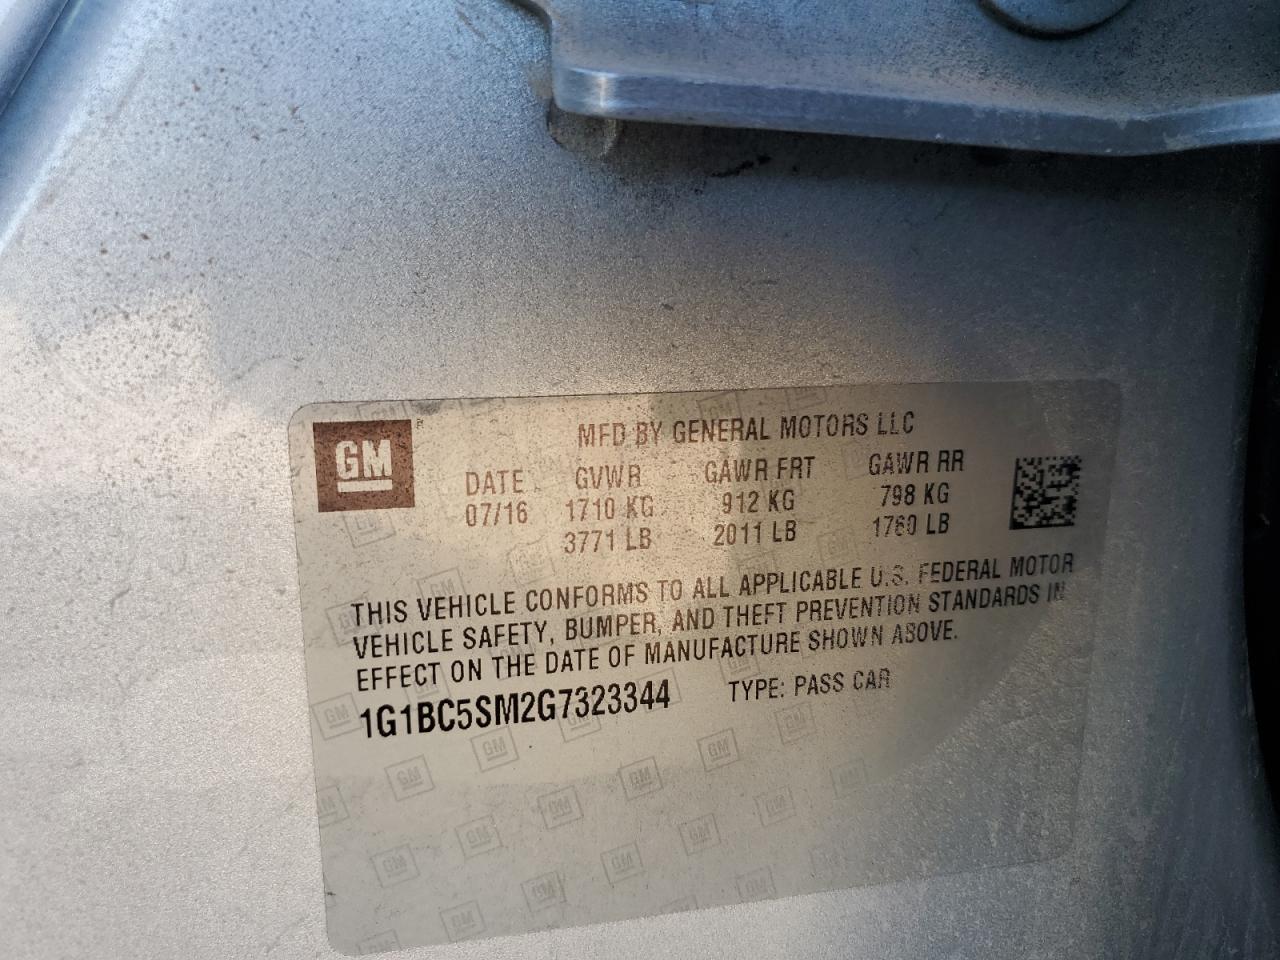 GM
MFD BY GENERAL MOTORS LLC
DATE GVWR GAWR FRT GAWR RR
07/16 1710 KG 912 KG 798 KG
3771 LB 2011 LB 1760 LB
THIS VEHICLE CONFORMS TO ALL APPLICABLE U.S. FEDERAL MOTOR
VEHICLE SAFETY, BUMPER, AND THEFT PREVENTION STANDARDS IN
EFFECT ON THE DATE OF MANUFACTURE SHOWN ABOVE.
1G1BC5SM2G7323344 TYPE: PASS CAR